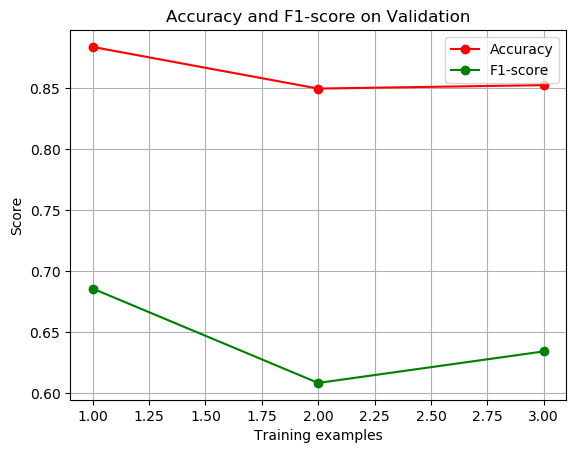 Accuracy and F1-score on Validation
Accuracy
F1-score
0.85
0.80
0.75
0.70
0.65
0.60
Score
1.00 1.25 1.50 1.75 2.00 2.25 2.50 2.75 3.00
Training examples